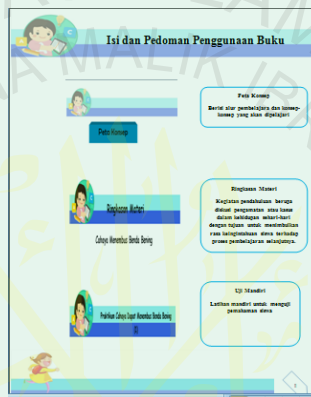 Isi dan Pedoman Penggunaan Buku
Peta Konsep
Peta Konsep
Berisi alur pembelajara dan konsep-
konsep yang akan dipelajari
Ringkasan Materi
Cahaya Menembus Benda Bening
Ringkasan Materi
Kegiatan pendahuluan berupa
diskusi pengamatan atau kasus
dalam kehidupan sehari-hari
dengan tujuan untuk menimbulkan
rasa keingintahuan siswa terhadap
proses pembelajaran selanjutnya.
Praktikum Cahaya Dapat Menembus Benda Bening
Uji Mandiri
Latihan mandiri untuk menguji
pemahaman siswa